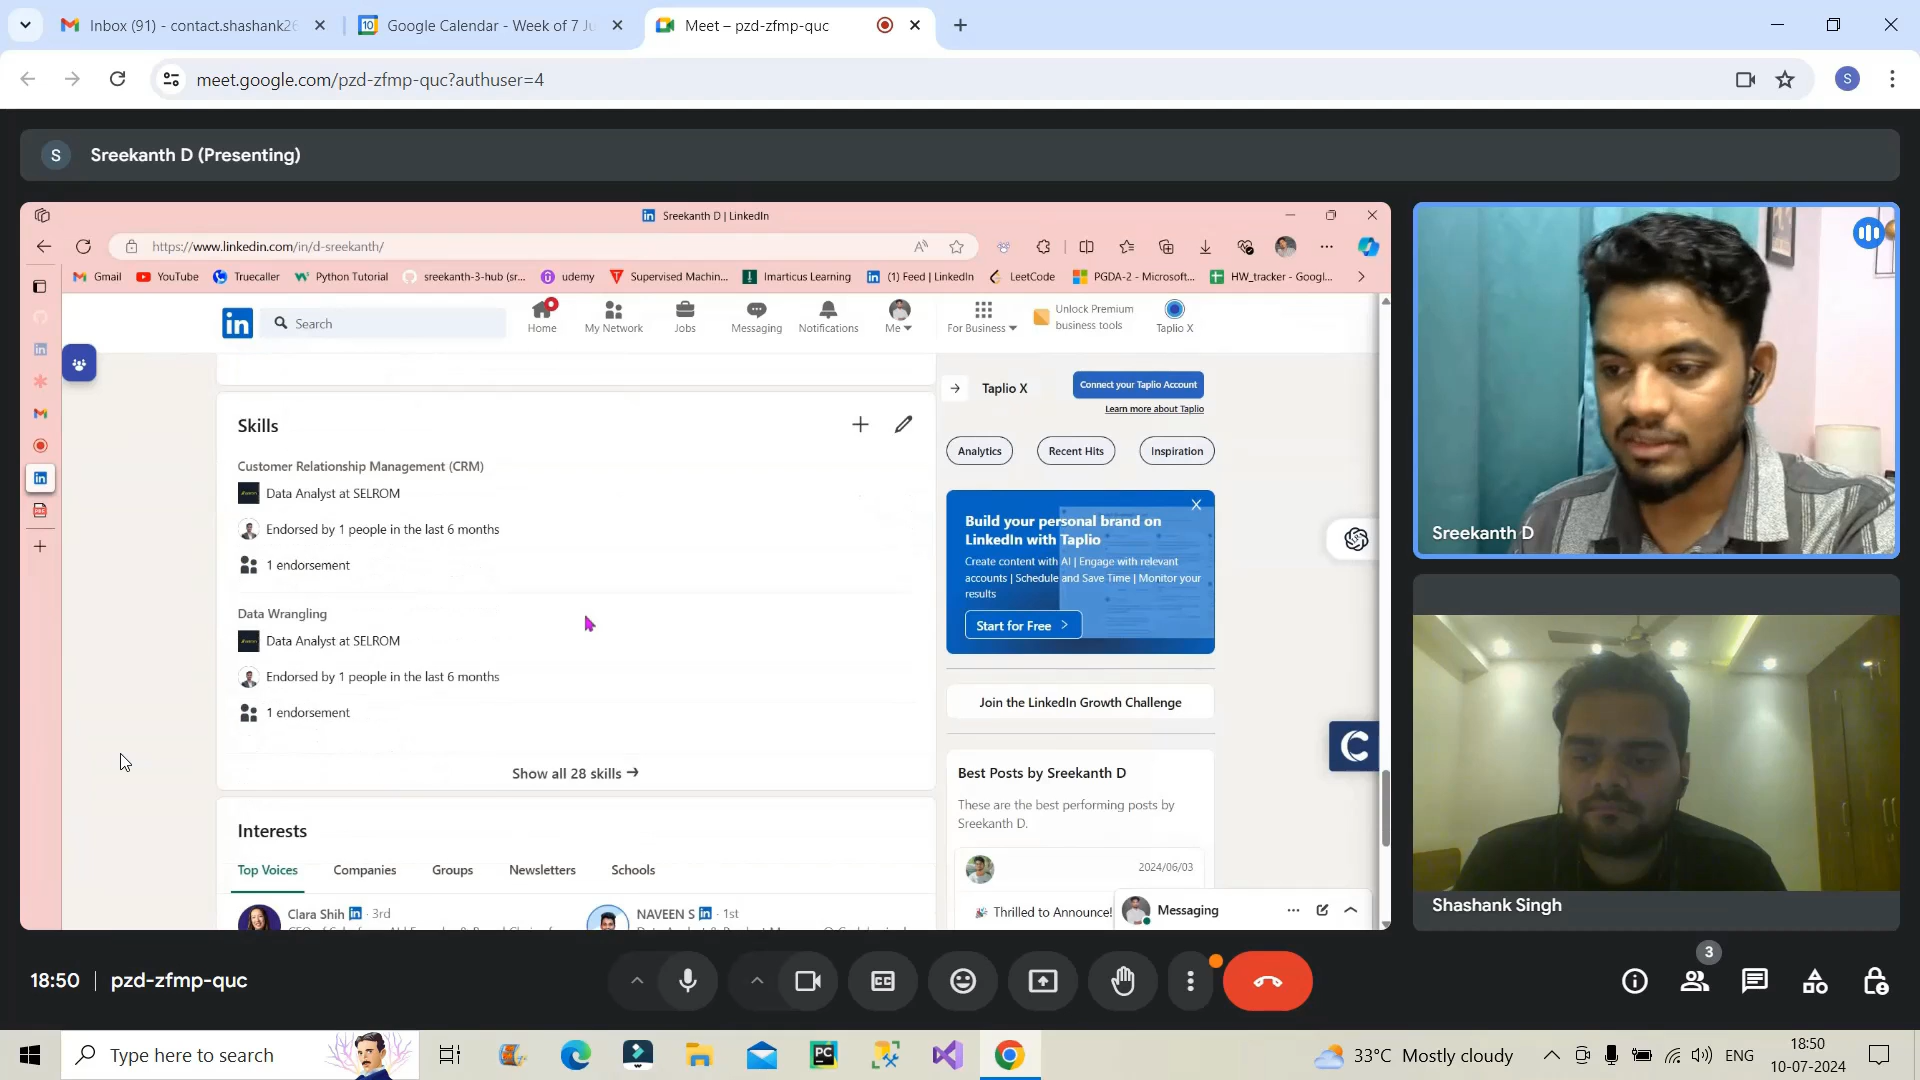 Inbox (91) - contact.shashank26
Google Calendar - Week of 7 Ju
Meet – pzd-zfmp-quc
meet.google.com/pzd-zfmp-quc?authuser=4
S
S
Sreekanth D (Presenting)
Sreekanth D | LinkedIn
https://www.linkedin.com/in/d-sreekanth/
Gmail
YouTube
Truecaller
Python Tutorial
sreekanth-3-hub (sr...
udemy
Supervised Machin...
Imarticus Learning
(1) Feed | LinkedIn
LeetCode
PGDA-2 - Microsoft...
HW_tracker - Googl...
Search
Home
My Network
Jobs
Messaging
Notifications
Me
For Business
Unlock Premium
business tools
Taplio X
Skills
Customer Relationship Management (CRM)
Data Analyst at SELROM
Endorsed by 1 people in the last 6 months
1 endorsement
Data Wrangling
Data Analyst at SELROM
Endorsed by 1 people in the last 6 months
1 endorsement
Show all 28 skills
Interests
Top Voices
Companies
Groups
Newsletters
Schools
Clara Shih
· 3rd
NAVEEN S
· 1st
Taplio X
Connect your Taplio Account
Learn more about Taplio
Analytics
Recent Hits
Inspiration
Build your personal brand on
LinkedIn with Taplio
Create content with AI | Engage with relevant
accounts | Schedule and Save Time | Monitor your
results
Start for Free
Join the LinkedIn Growth Challenge
Best Posts by Sreekanth D
These are the best performing posts by
Sreekanth D.
2024/06/03
Thrilled to Announce!
Messaging
Sreekanth D
Shashank Singh
18:50 | pzd-zfmp-quc
3
Type here to search
33°C Mostly cloudy
ENG
18:50
10-07-2024